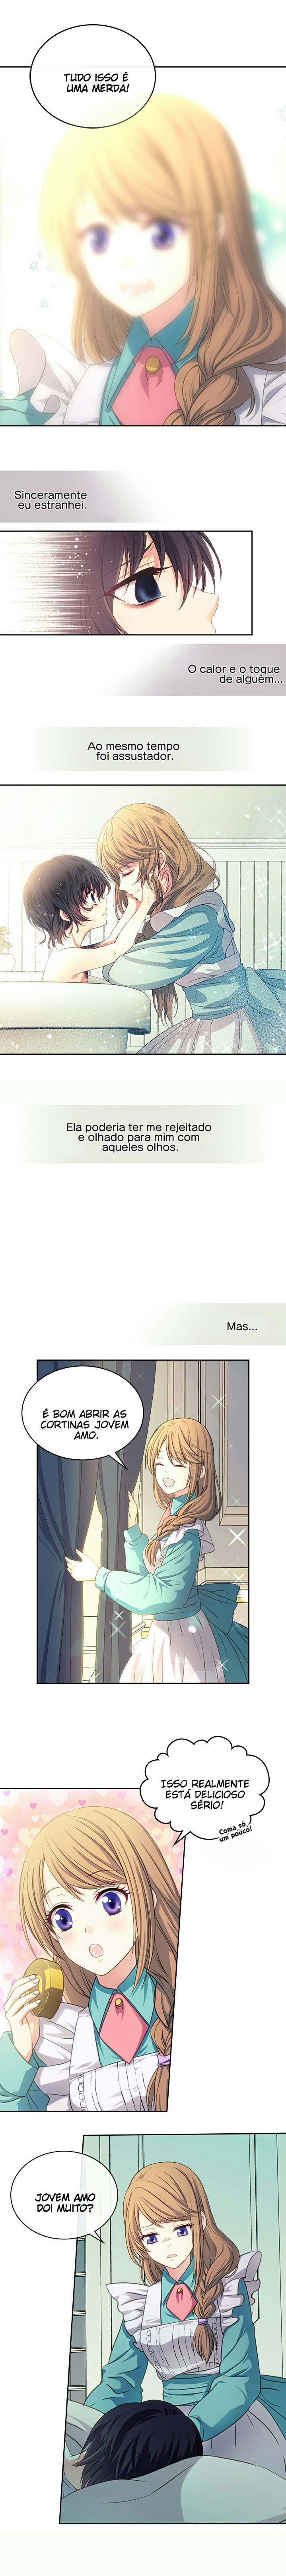 TUDO ISSO É
UMA MERDA!
Sinceramente
eu estranhei.
O calor e o toque
de alguém...
Ao mesmo tempo
foi assustador.
Ela poderia ter me rejeitado
e olhado para mim com
aqueles olhos.
Mas...
É BOM ABRIR AS
CORTINAS JOVEM
AMO.
ISSO REALMENTE
ESTÁ DELICIOSO
SÉRIO!
Coma só
um pouco!
JOVEM AMO
DOI MUITO?